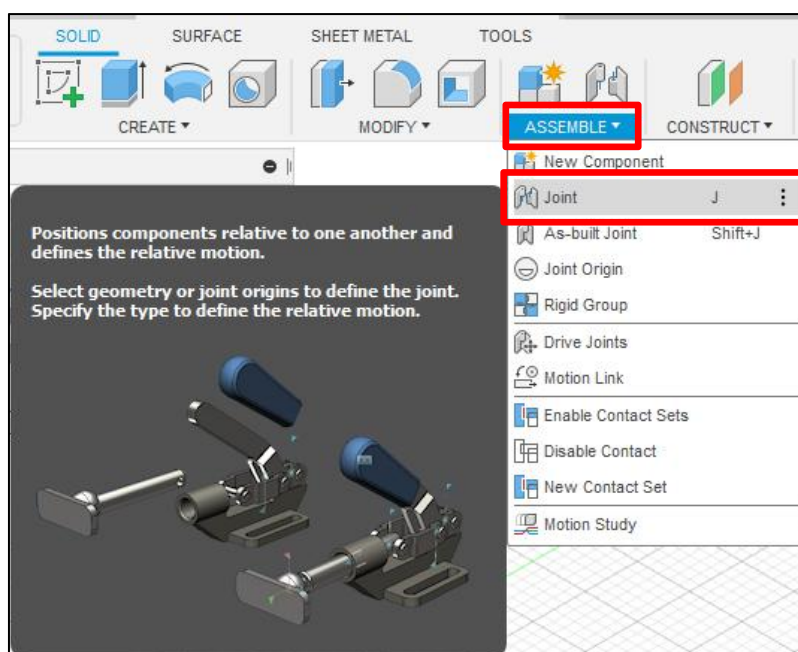 SOLID SURFACE SHEET METAL TOOLS
CREATE ▾ MODIFY ▾ ASSEMBLE ▾ CONSTRUCT ▾
New Component
Joint J
As-built Joint Shift+J
Joint Origin
Rigid Group
Drive Joints
Motion Link
Enable Contact Sets
Disable Contact
New Contact Set
Motion Study
Positions components relative to one another and
defines the relative motion.
Select geometry or joint origins to define the joint.
Specify the type to define the relative motion.